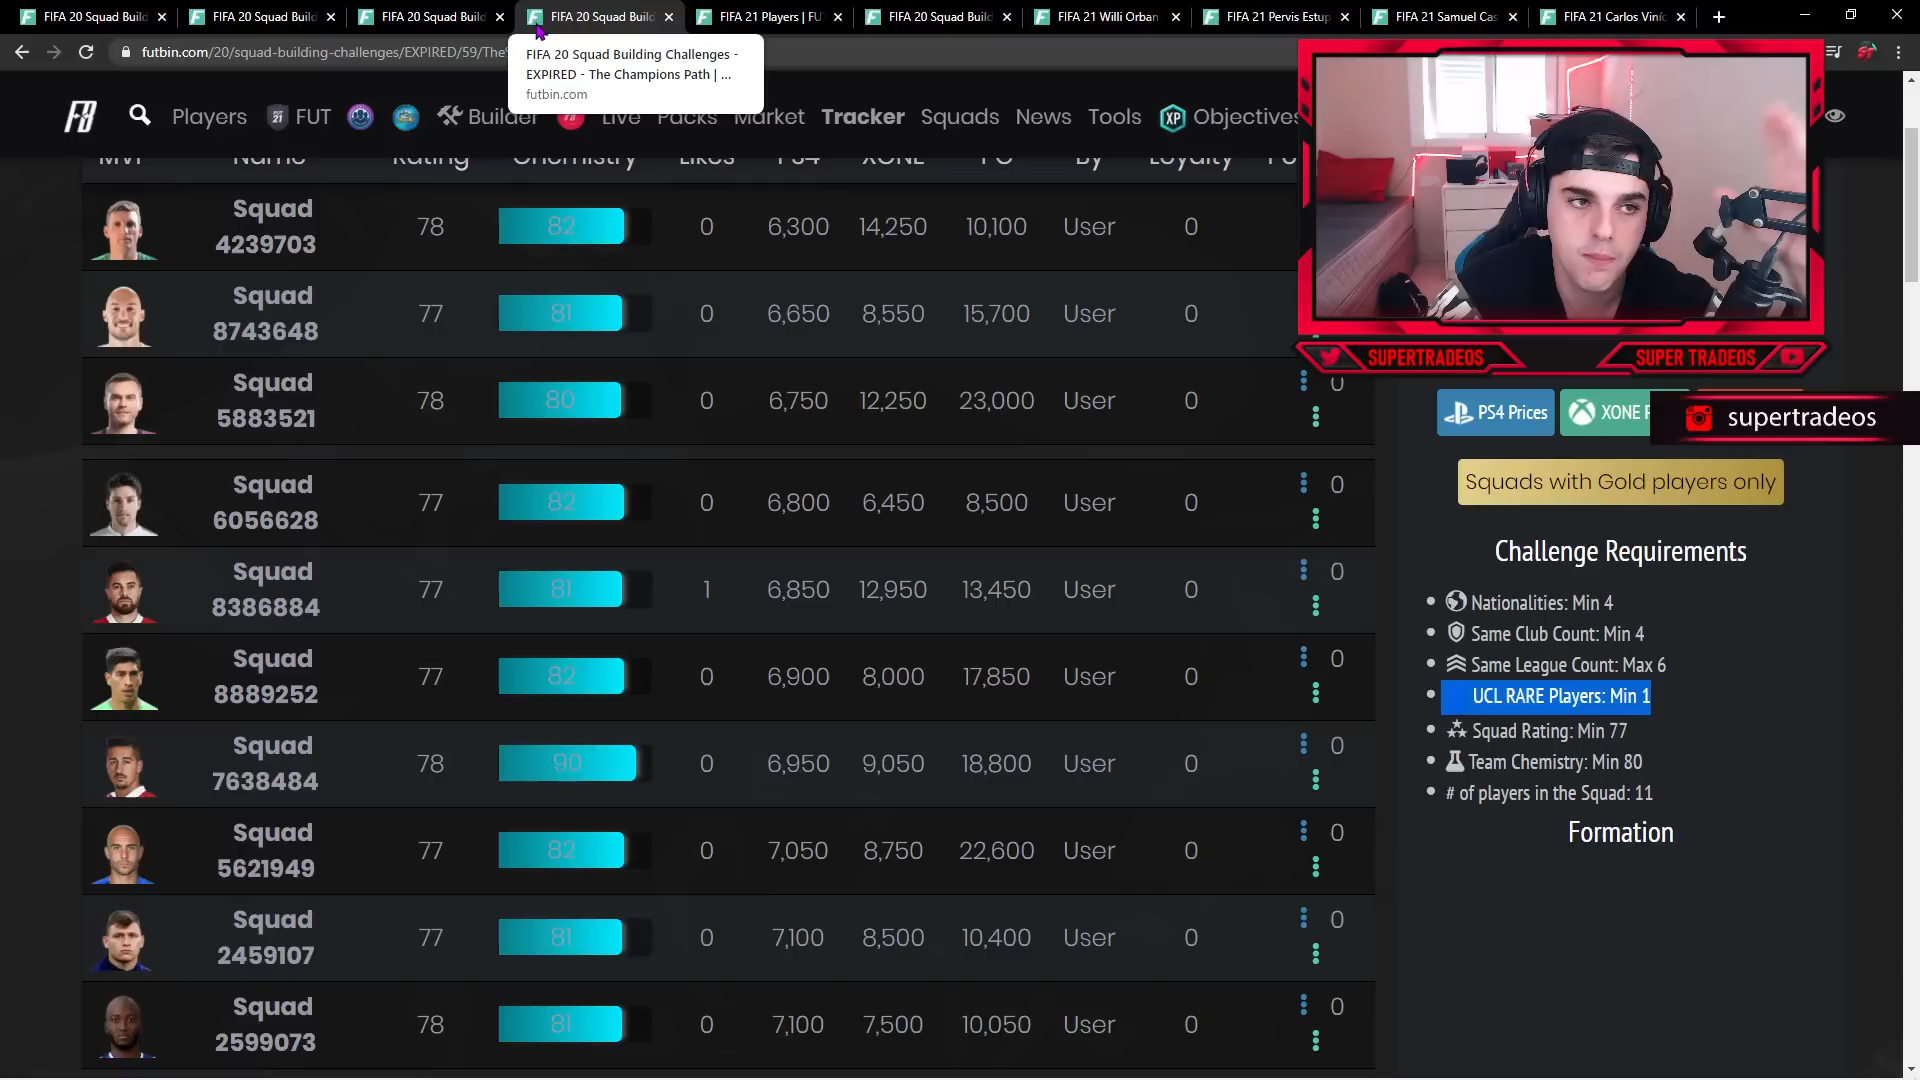 FIFA 20 Squad Build
FIFA 20 Squad Build
FIFA 20 Squad Build
FIFA 20 Squad Build
FIFA 21 Players | FU
FIFA 20 Squad Build
FIFA 21 Willi Orban
FIFA 21 Pervis Estup
FIFA 21 Samuel Cas
FIFA 21 Carlos Viníc
futbin.com/20/squad-building-challenges/EXPIRED/59/The
FIFA 20 Squad Building Challenges -
EXPIRED - The Champions Path | ...
futbin.com
Players FUT Builder Live Packs Market Tracker Squads News Tools XP Objectives
MVP Name Rating Chemistry Likes PS4 XONE PC By Loyalty
Squad 4239703 78 82 0 6,300 14,250 10,100 User 0
Squad 8743648 77 81 0 6,650 8,550 15,700 User 0
Squad 5883521 78 80 0 6,750 12,250 23,000 User 0 0
Squad 6056628 77 82 0 6,800 6,450 8,500 User 0 0
Squad 8386884 77 81 1 6,850 12,950 13,450 User 0 0
Squad 8889252 77 82 0 6,900 8,000 17,850 User 0 0
Squad 7638484 78 90 0 6,950 9,050 18,800 User 0 0
Squad 5621949 77 82 0 7,050 8,750 22,600 User 0 0
Squad 2459107 77 81 0 7,100 8,500 10,400 User 0 0
Squad 2599073 78 81 0 7,100 7,500 10,050 User 0 0
SUPERTRADEOS
SUPER TRADEOS
PS4 Prices
XONE P
supertradeos
Squads with Gold players only
Challenge Requirements
Nationalities: Min 4
Same Club Count: Min 4
Same League Count: Max 6
UCL RARE Players: Min 1
Squad Rating: Min 77
Team Chemistry: Min 80
# of players in the Squad: 11
Formation